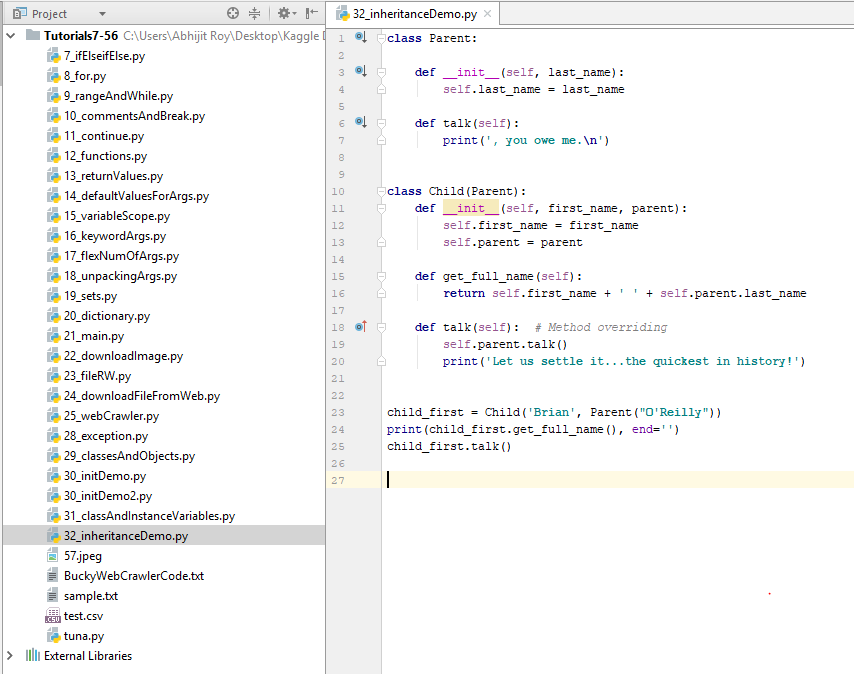 Project
Tutorials7-56 C:\Users\Abhijit Roy\Desktop\Kaggle
7_ifElseifElse.py
8_for.py
9_rangeAndWhile.py
10_commentsAndBreak.py
11_continue.py
12_functions.py
13_returnValues.py
14_defaultValuesForArgs.py
15_variableScope.py
16_keywordArgs.py
17_flexNumOfArgs.py
18_unpackingArgs.py
19_sets.py
20_dictionary.py
21_main.py
22_downloadImage.py
23_fileRW.py
24_downloadFileFromWeb.py
25_webCrawler.py
28_exception.py
29_classesAndObjects.py
30_initDemo.py
30_initDemo2.py
31_classAndInstanceVariables.py
32_inheritanceDemo.py
57.jpeg
BuckyWebCrawlerCode.txt
sample.txt
test.csv
tuna.py
External Libraries
32_inheritanceDemo.py
1 class Parent:
2
3 def __init__(self, last_name):
4 self.last_name = last_name
5
6 def talk(self):
7 print(', you owe me.\n')
8
9
10 class Child(Parent):
11 def __init__(self, first_name, parent):
12 self.first_name = first_name
13 self.parent = parent
14
15 def get_full_name(self):
16 return self.first_name + ' ' + self.parent.last_name
17
18 def talk(self):  # Method overriding
19 self.parent.talk()
20 print('Let us settle it...the quickest in history!')
21
22
23 child_first = Child('Brian', Parent("O'Reilly"))
24 print(child_first.get_full_name(), end='')
25 child_first.talk()
26
27